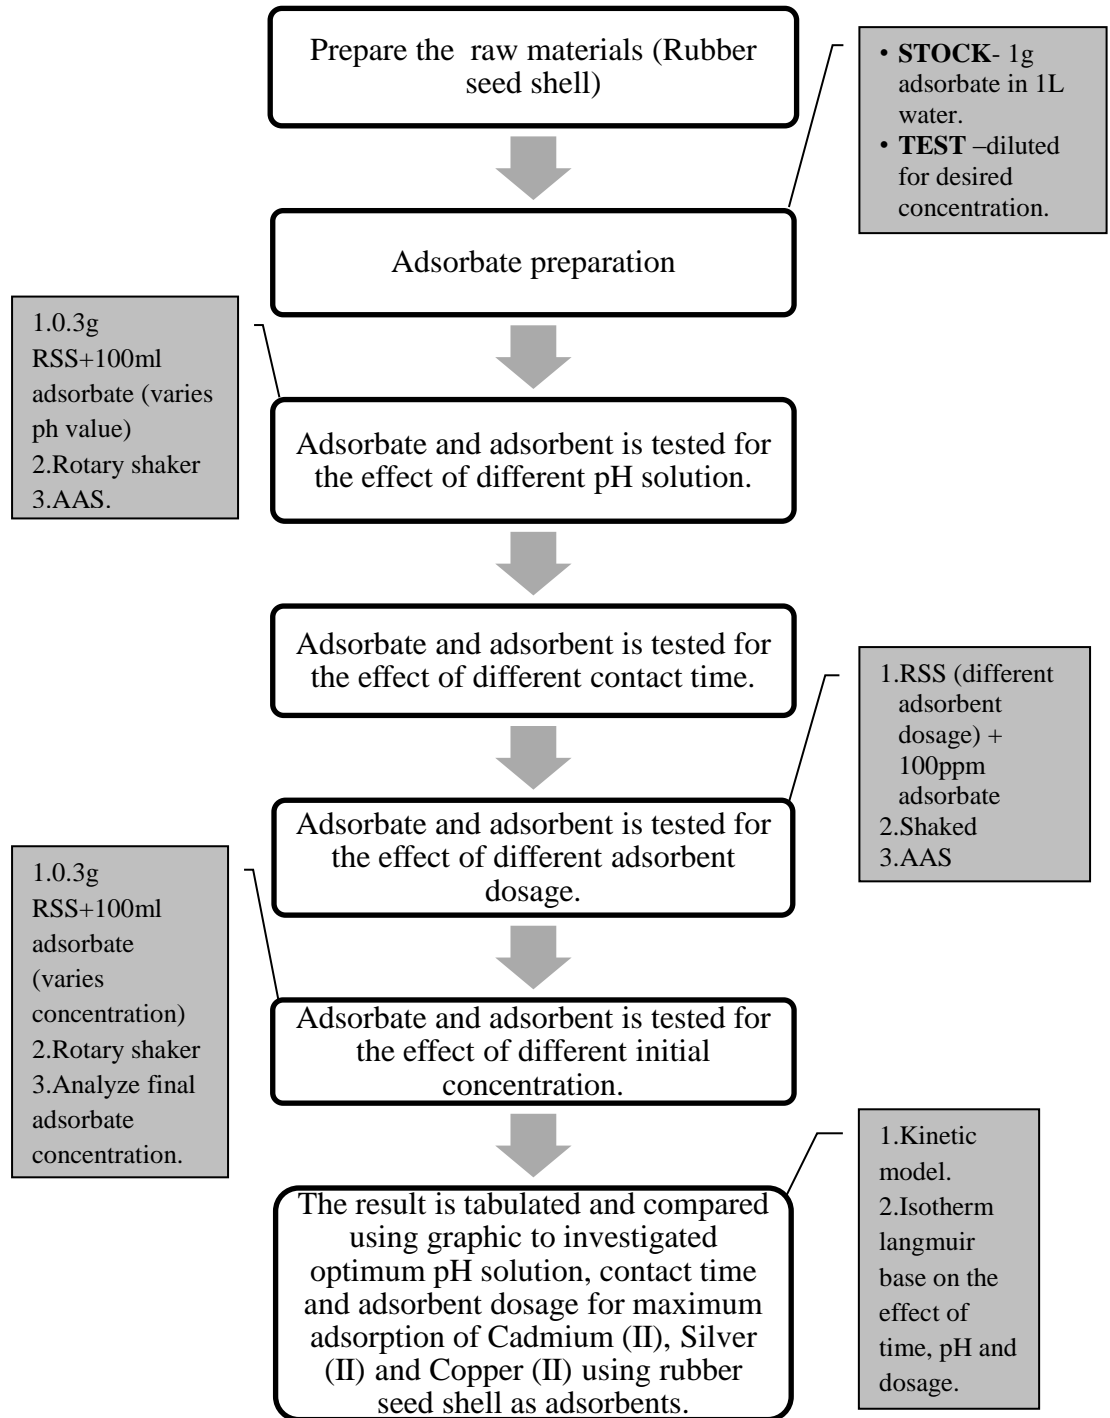 Prepare the raw materials (Rubber
seed shell)
• STOCK- 1g
adsorbate in 1L
water.
• TEST –diluted
for desired
concentration.
Adsorbate preparation
1.0.3g
RSS+100ml
adsorbate (varies
ph value)
2.Rotary shaker
3.AAS.
Adsorbate and adsorbent is tested for
the effect of different pH solution.
Adsorbate and adsorbent is tested for
the effect of different contact time.
1.RSS (different
adsorbent
dosage) +
100ppm
adsorbate
2.Shaked
3.AAS
Adsorbate and adsorbent is tested for
the effect of different adsorbent
dosage.
1.0.3g
RSS+100ml
adsorbate
(varies
concentration)
2.Rotary shaker
3.Analyze final
adsorbate
concentration.
Adsorbate and adsorbent is tested for
the effect of different initial
concentration.
1.Kinetic
model.
2.Isotherm
langmuir
base on the
effect of
time, pH and
dosage.
The result is tabulated and compared
using graphic to investigated
optimum pH solution, contact time
and adsorbent dosage for maximum
adsorption of Cadmium (II), Silver
(II) and Copper (II) using rubber
seed shell as adsorbents.